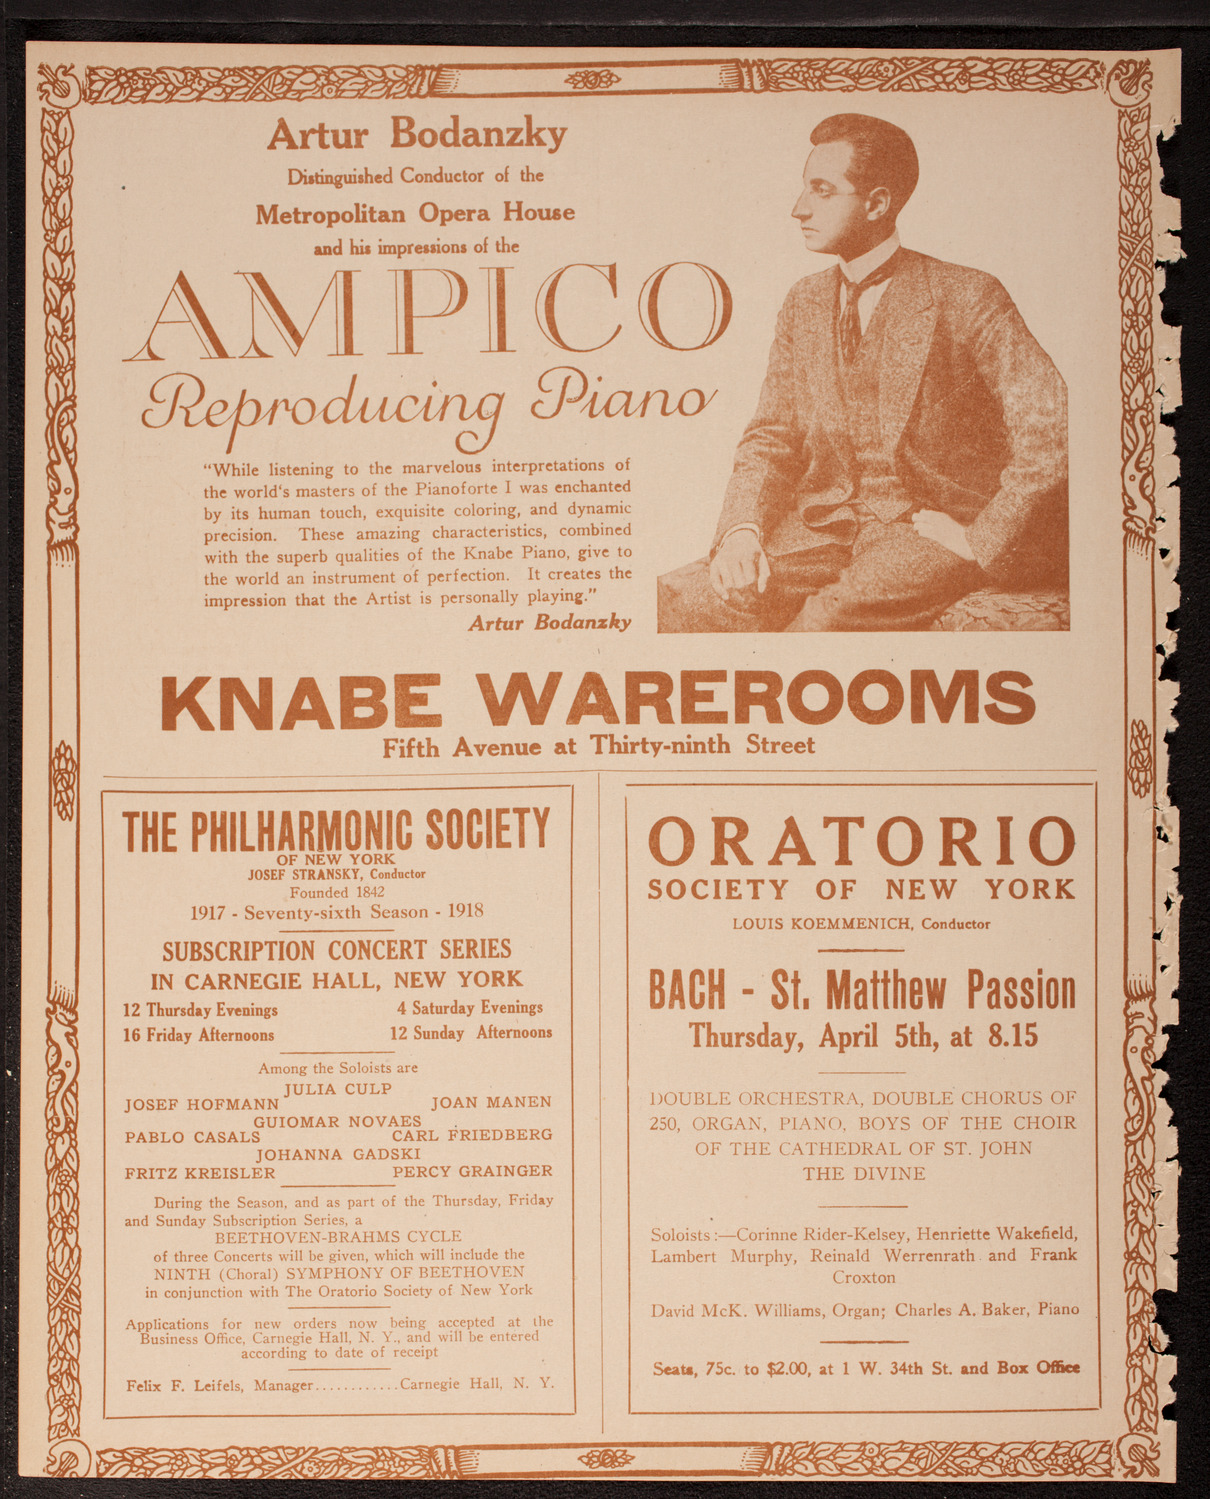 Artur Bodanzky
Distinguished Conductor of the
Metropolitan Opera House
and his impressions of the
AMPICO
Reproducing Piano
"While listening to the marvelous interpretations of
the world's masters of the Pianoforte I was enchanted
by its human touch, exquisite coloring, and dynamic
precision. These amazing characteristics, combined
with the superb qualities of the Knabe Piano, give to
the world an instrument of perfection. It creates the
impression that the Artist is personally playing."
Artur Bodanzky
KNABE WAREROOMS
Fifth Avenue at Thirty-ninth Street
THE PHILHARMONIC SOCIETY
OF NEW YORK
JOSEF STRANSKY, Conductor
Founded 1842
1917 - Seventy-sixth Season - 1918
SUBSCRIPTION CONCERT SERIES
IN CARNEGIE HALL, NEW YORK
12 Thursday Evenings 4 Saturday Evenings
16 Friday Afternoons 12 Sunday Afternoons
Among the Soloists are
JULIA CULP
JOSEF HOFMANN JOAN MANEN
GUIOMAR NOVAES
PABLO CASALS CARL FRIEDBERG
JOHANNA GADSKI
FRITZ KREISLER PERCY GRAINGER
During the Season, and as part of the Thursday, Friday
and Sunday Subscription Series, a
BEETHOVEN-BRAHMS CYCLE
of three Concerts will be given, which will include the
NINTH (Choral) SYMPHONY OF BEETHOVEN
in conjunction with The Oratorio Society of New York
Applications for new orders now being accepted at the
Business Office, Carnegie Hall, N. Y., and will be entered
according to date of receipt
Felix F. Leifels, Manager............Carnegie Hall, N. Y.
ORATORIO
SOCIETY OF NEW YORK
LOUIS KOEMMENICH, Conductor
BACH - St. Matthew Passion
Thursday, April 5th, at 8.15
DOUBLE ORCHESTRA, DOUBLE CHORUS OF
250, ORGAN, PIANO, BOYS OF THE CHOIR
OF THE CATHEDRAL OF ST. JOHN
THE DIVINE
Soloists:—Corinne Rider-Kelsey, Henriette Wakefield,
Lambert Murphy, Reinald Werrenrath and Frank
Croxton
David McK. Williams, Organ; Charles A. Baker, Piano
Seats, 75c. to $2.00, at 1 W. 34th St. and Box Office